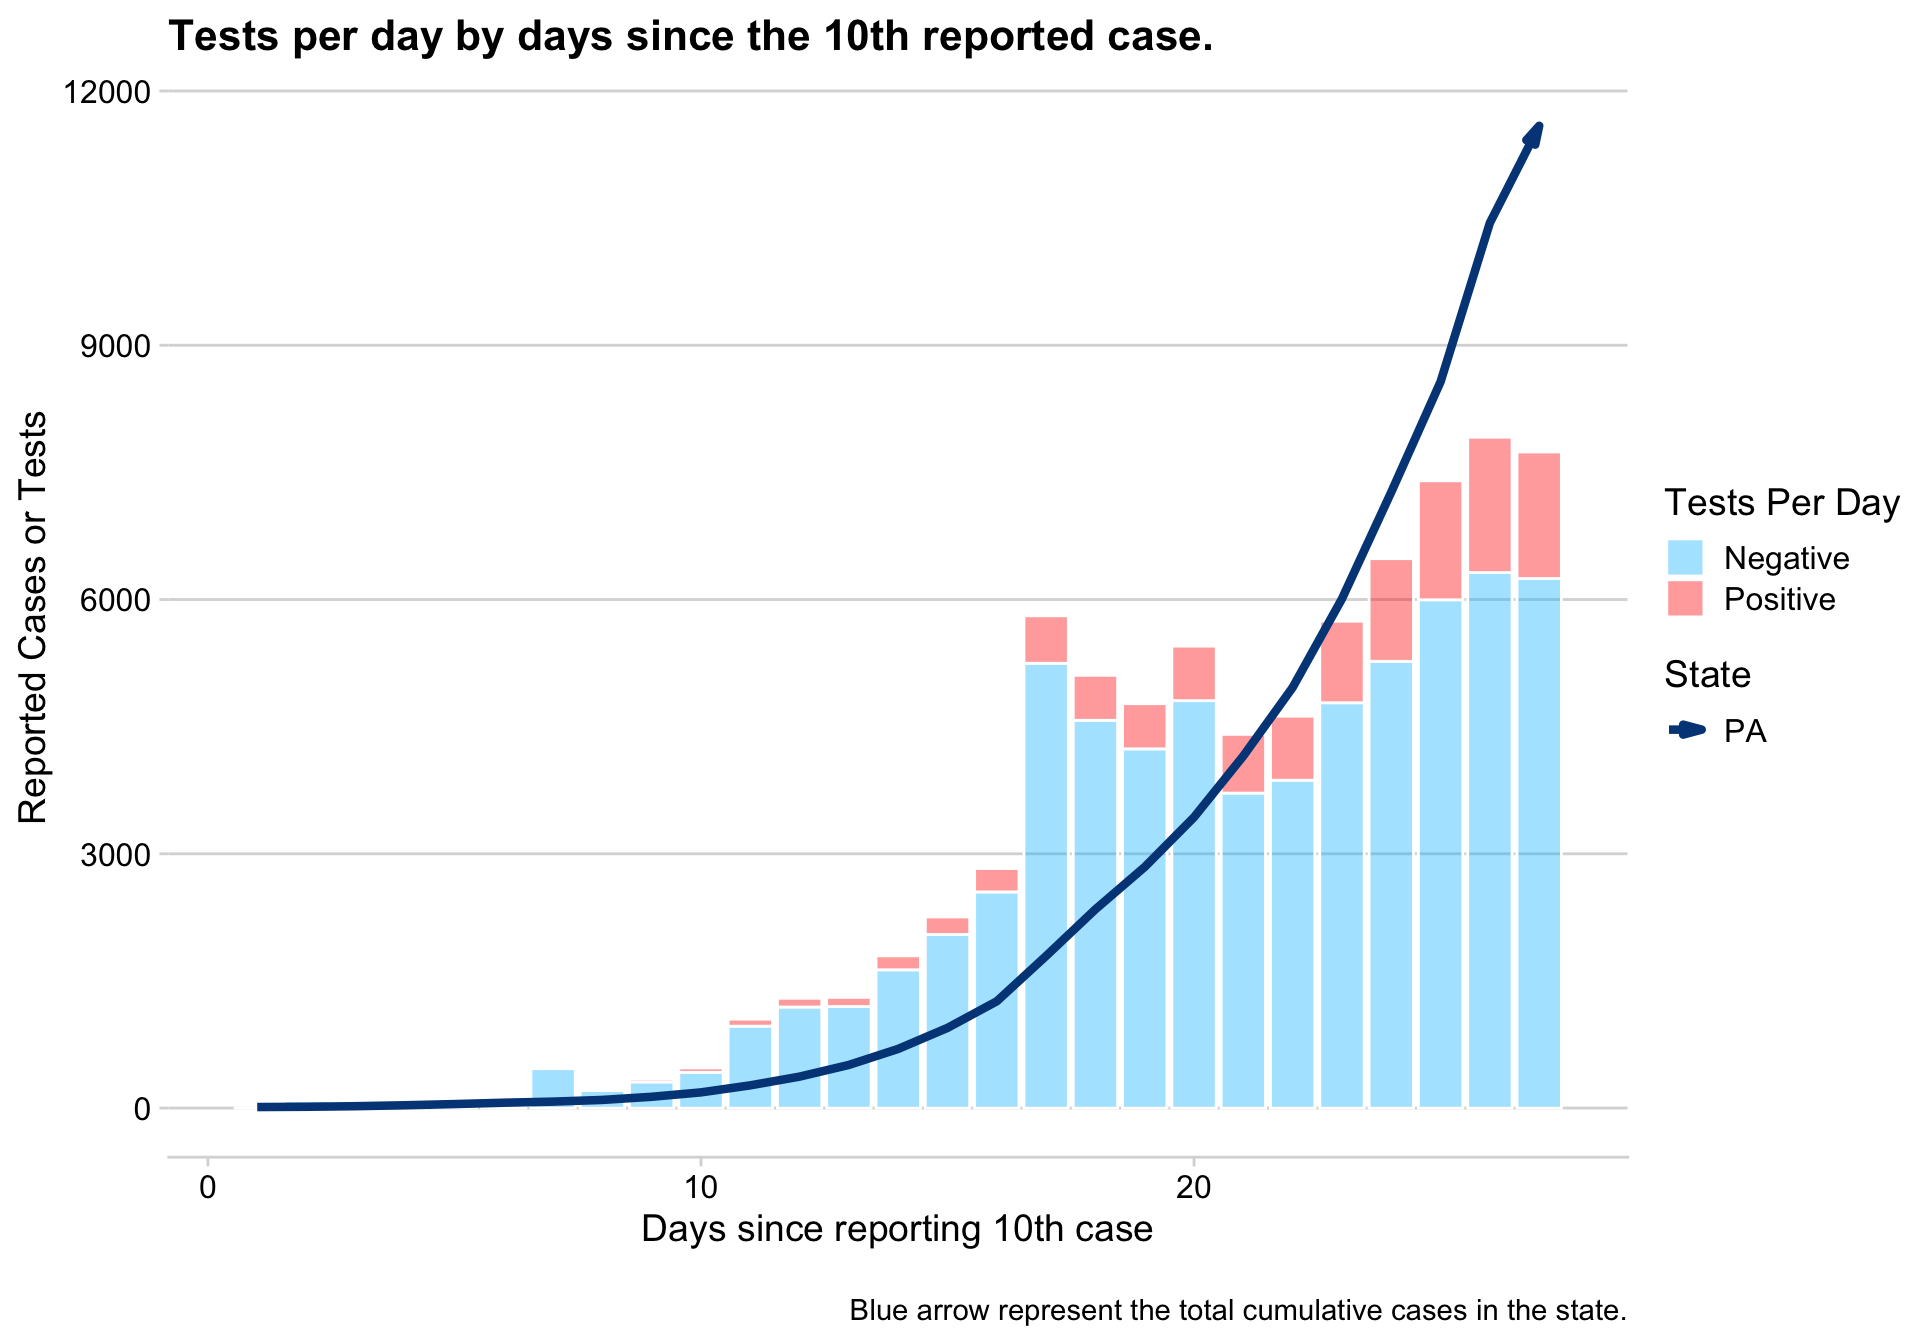 Tests per day by days since the 10th reported case.
12000
9000
6000
3000
0
Reported Cases or Tests
0
10
20
Days since reporting 10th case
Tests Per Day
Negative
Positive
State
PA
Blue arrow represent the total cumulative cases in the state.